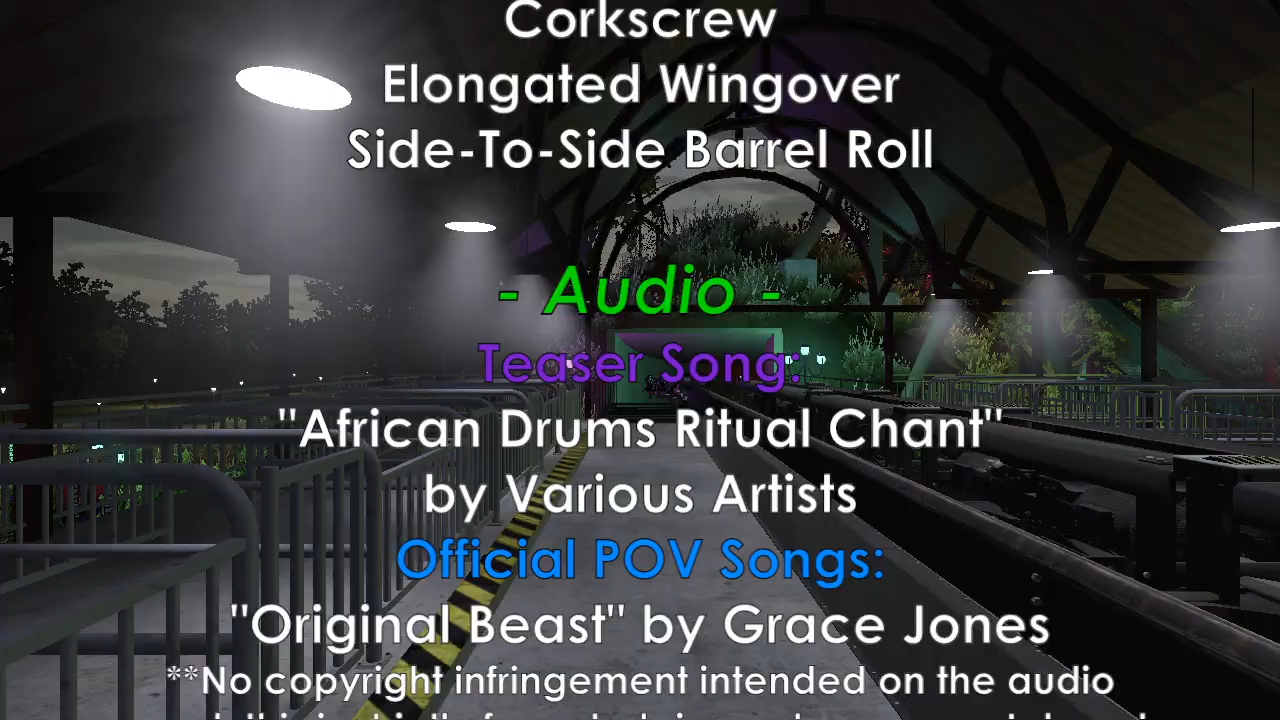 Corkscrew
Elongated Wingover
Side-To-Side Barrel Roll
- Audio -
Teaser Song:
"African Drums Ritual Chant"
by Various Artists
Official POV Songs:
"Original Beast" by Grace Jones
**No copyright infringement intended on the audio